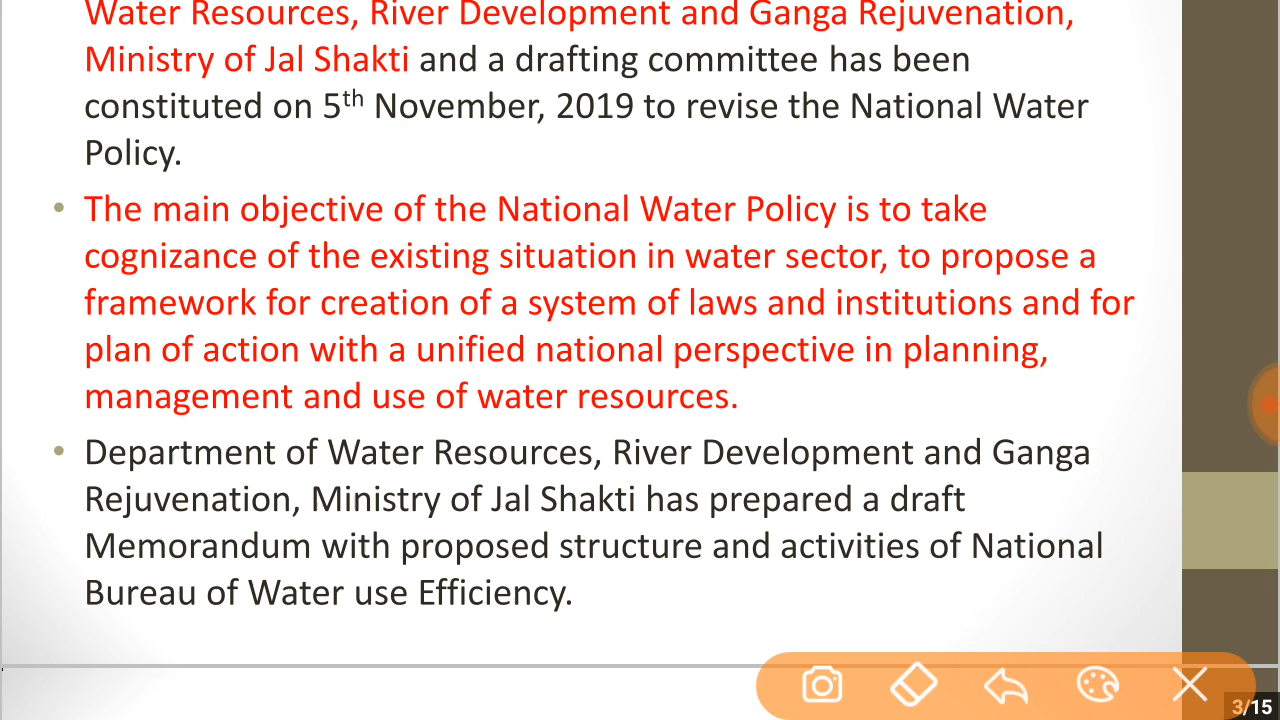 Water Resources, River Development and Ganga Rejuvenation,
Ministry of Jal Shakti and a drafting committee has been
constituted on 5th November, 2019 to revise the National Water
Policy.
• The main objective of the National Water Policy is to take
cognizance of the existing situation in water sector, to propose a
framework for creation of a system of laws and institutions and for
plan of action with a unified national perspective in planning,
management and use of water resources.
• Department of Water Resources, River Development and Ganga
Rejuvenation, Ministry of Jal Shakti has prepared a draft
Memorandum with proposed structure and activities of National
Bureau of Water use Efficiency.
3/15